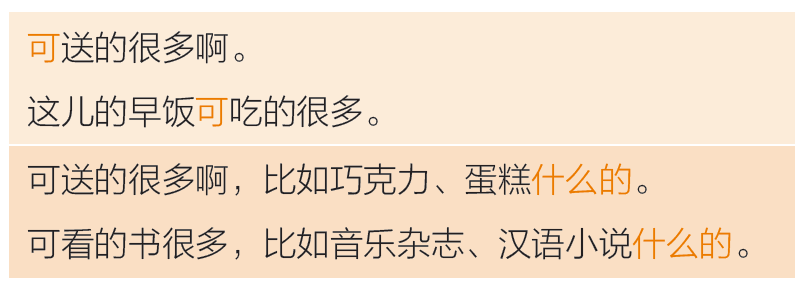 可送的很多啊。
这儿的早饭可吃的很多。
可送的很多啊，比如巧克力、蛋糕什么的。
可看的书很多，比如音乐杂志、汉语小说什么的。